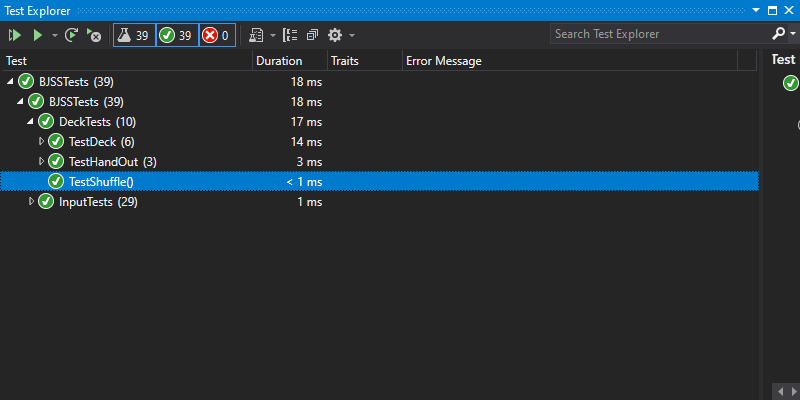 Test Explorer
39 39 0 Search Test Explorer
Test Duration Traits Error Message Test
BJSSTests (39) 18 ms
BJSSTests (39) 18 ms
DeckTests (10) 17 ms
TestDeck (6) 14 ms
TestHandOut (3) 3 ms
TestShuffle() < 1 ms
InputTests (29) 1 ms